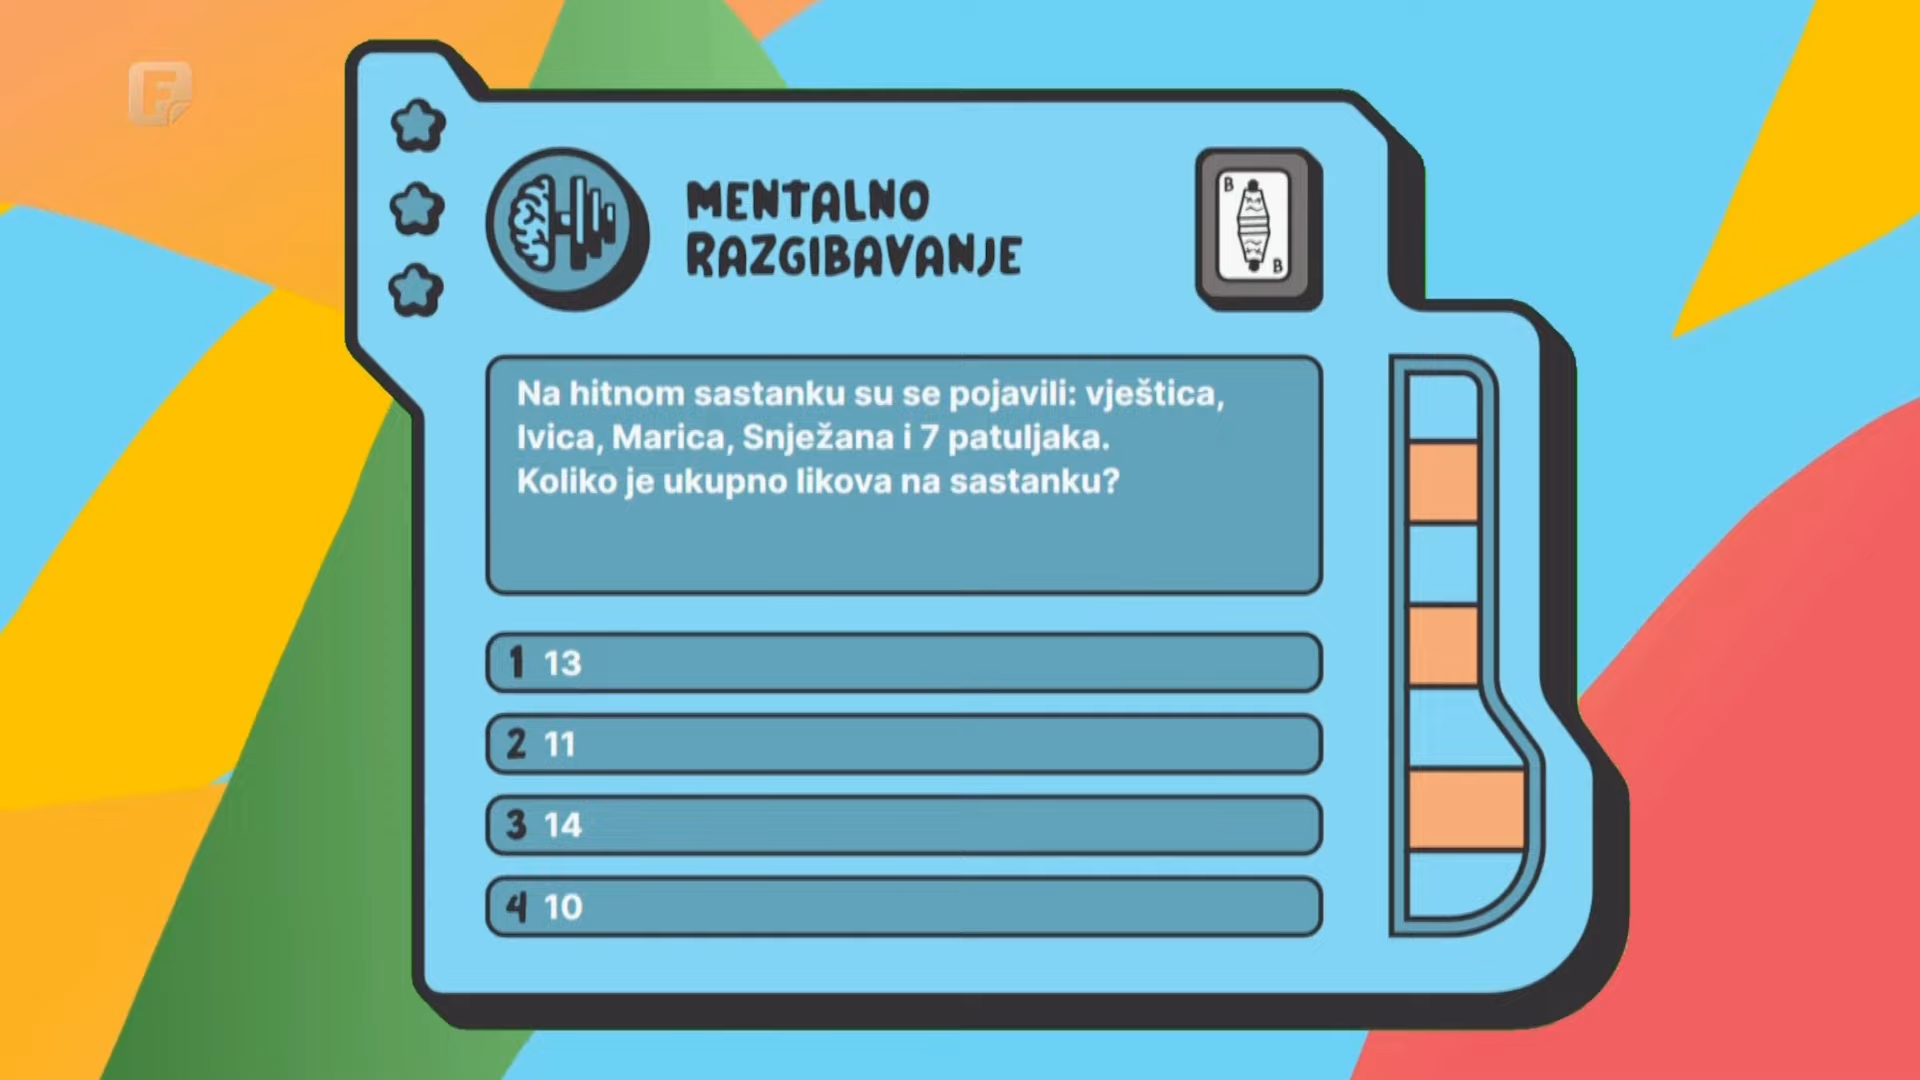 F
MENTALNO
RAZGIBAVANJE
B
B
Na hitnom sastanku su se pojavili: vještica,
Ivica, Marica, Snježana i 7 patuljaka.
Koliko je ukupno likova na sastanku?
1 13
2 11
3 14
4 10